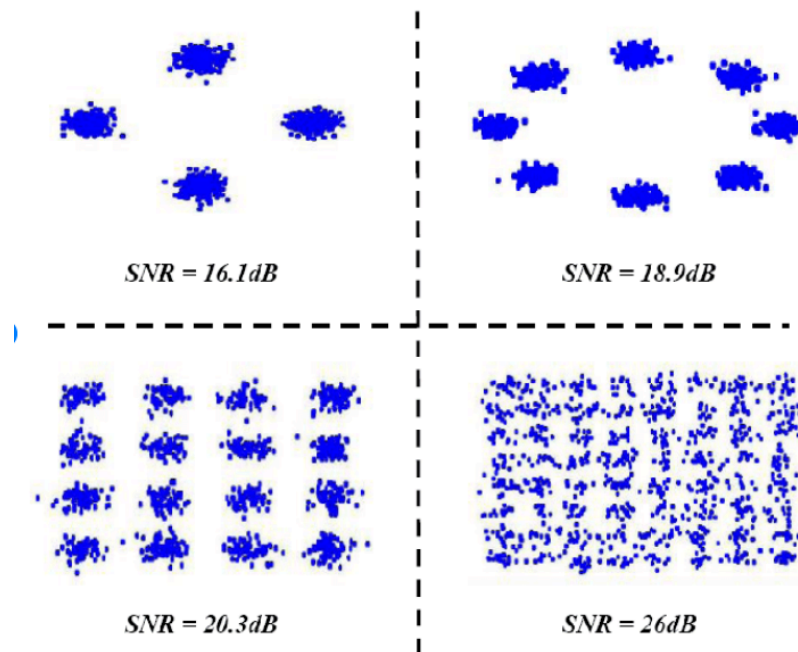 SNR = 16.1dB
SNR = 18.9dB
SNR = 20.3dB
SNR = 26dB